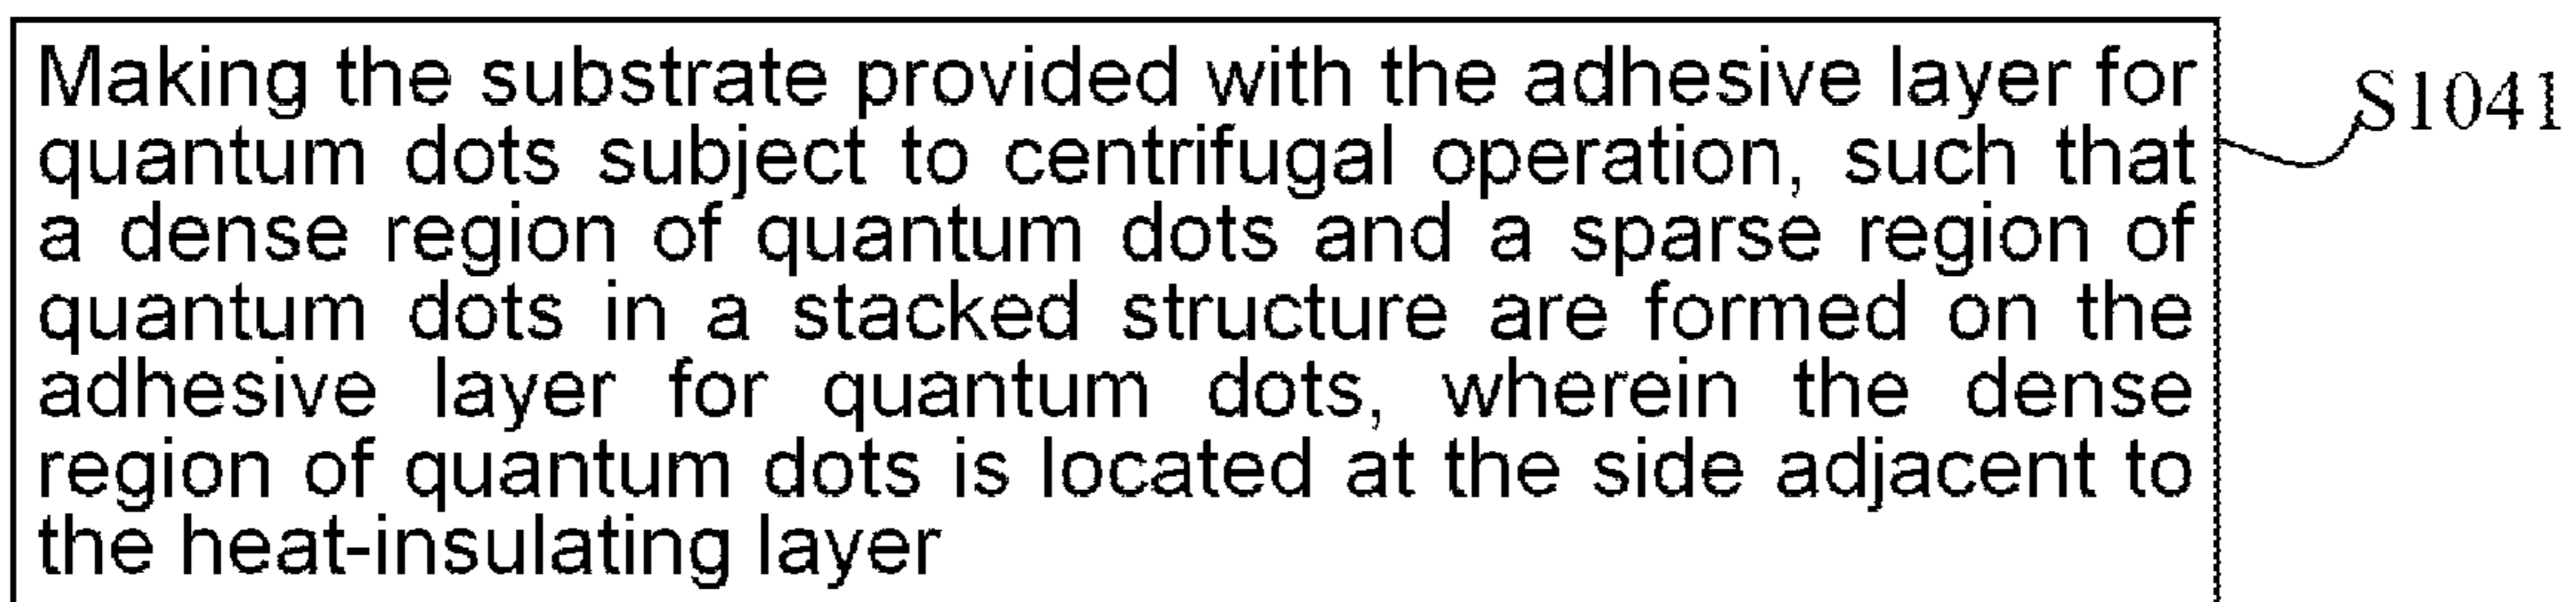 Making the substrate provided with the adhesive layer for
quantum dots subject to centrifugal operation, such that
a dense region of quantum dots and a sparse region of
quantum dots in a stacked structure are formed on the
adhesive layer for quantum dots, wherein the dense
region of quantum dots is located at the side adjacent to
the heat-insulating layer
S1041